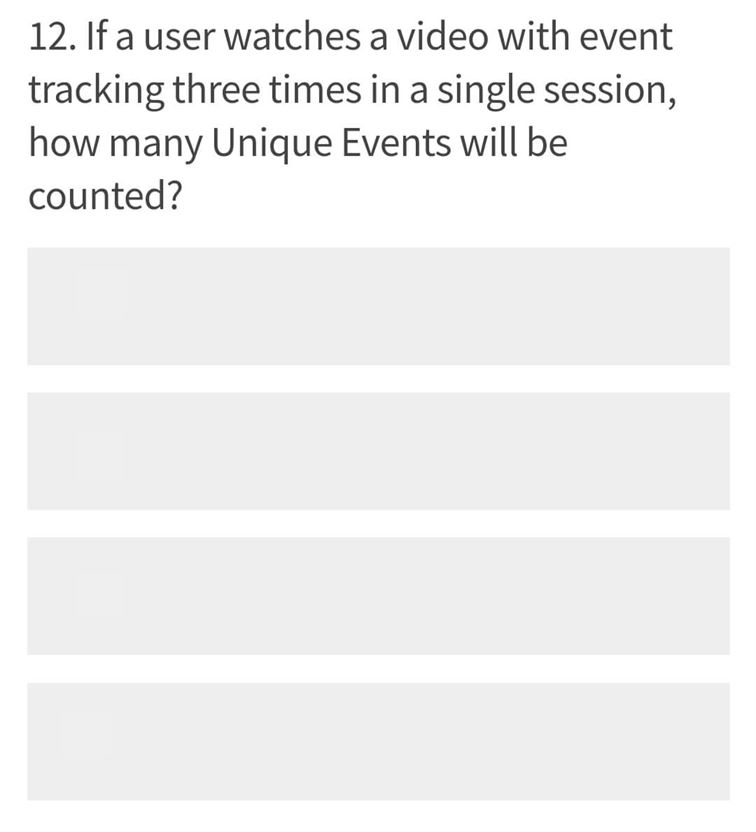 12. If a user watches a video with event
tracking three times in a single session,
how many Unique Events will be
counted?